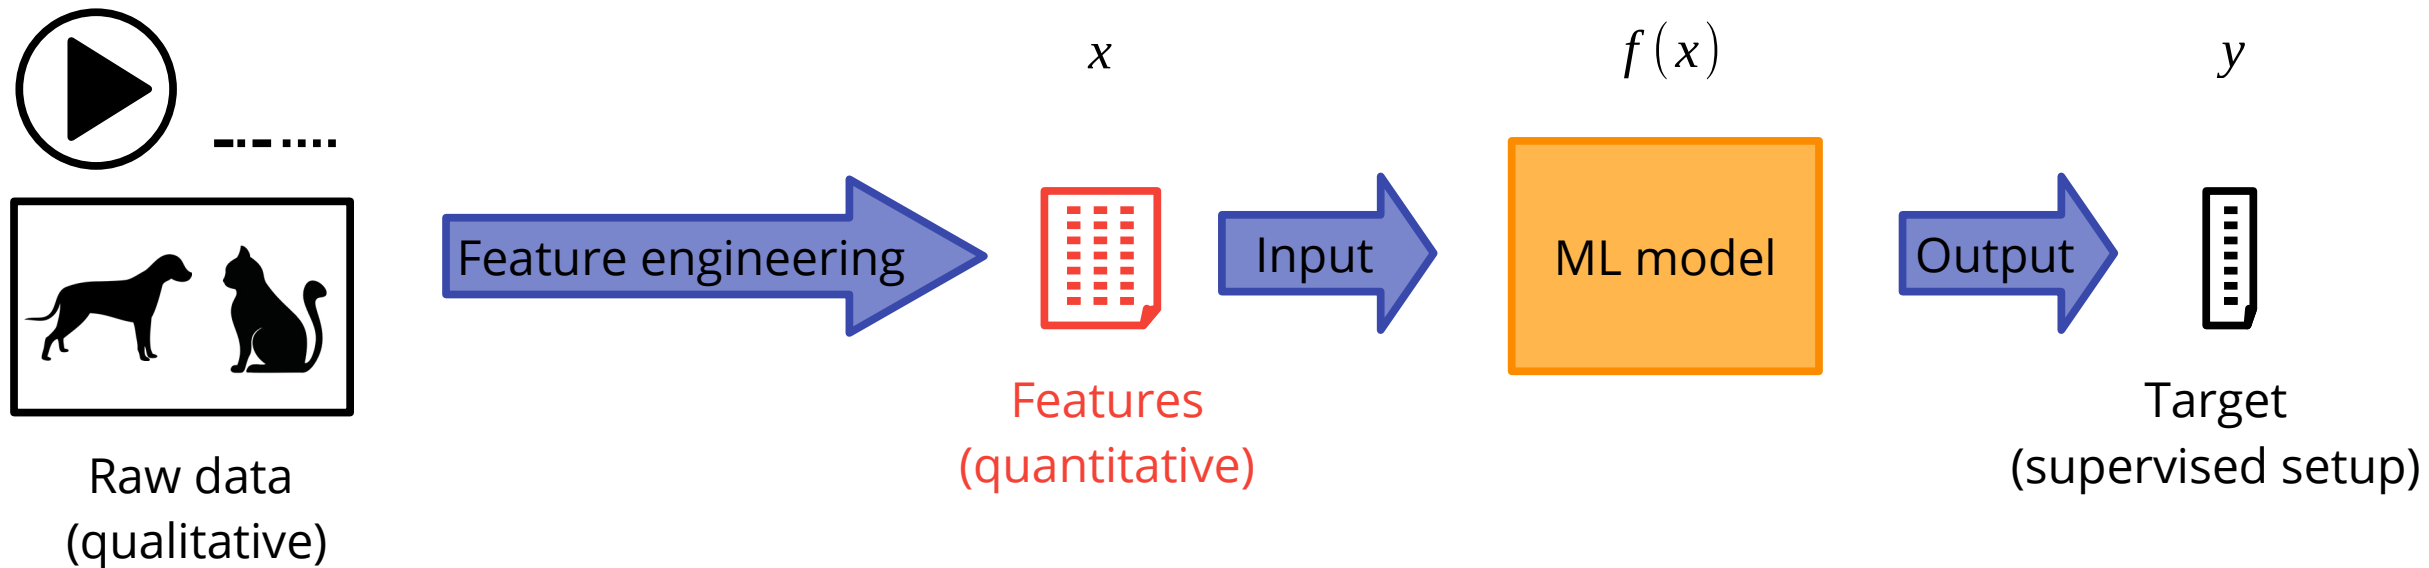 x
f(x)
y
Feature engineering
Input
ML model
Output
Features
(quantitative)
Target
(supervised setup)
Raw data
(qualitative)